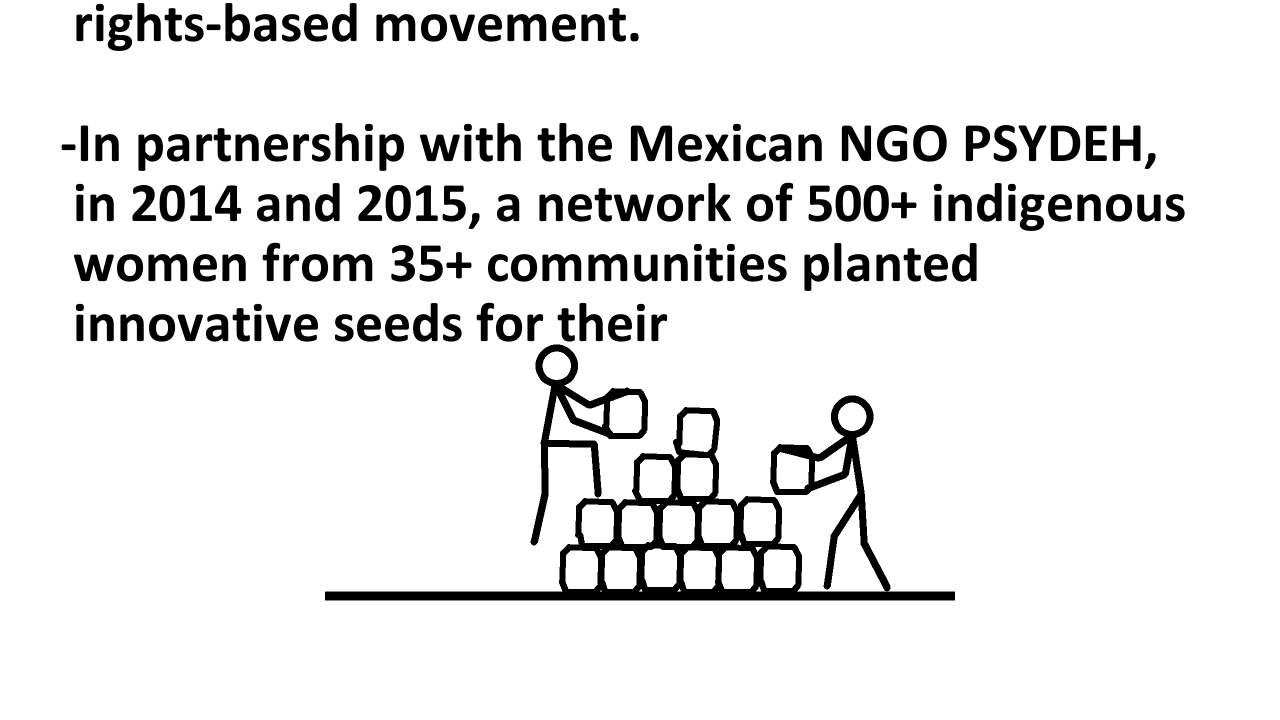 rights-based movement.
-In partnership with the Mexican NGO PSYDEH,
in 2014 and 2015, a network of 500+ indigenous
women from 35+ communities planted
innovative seeds for their